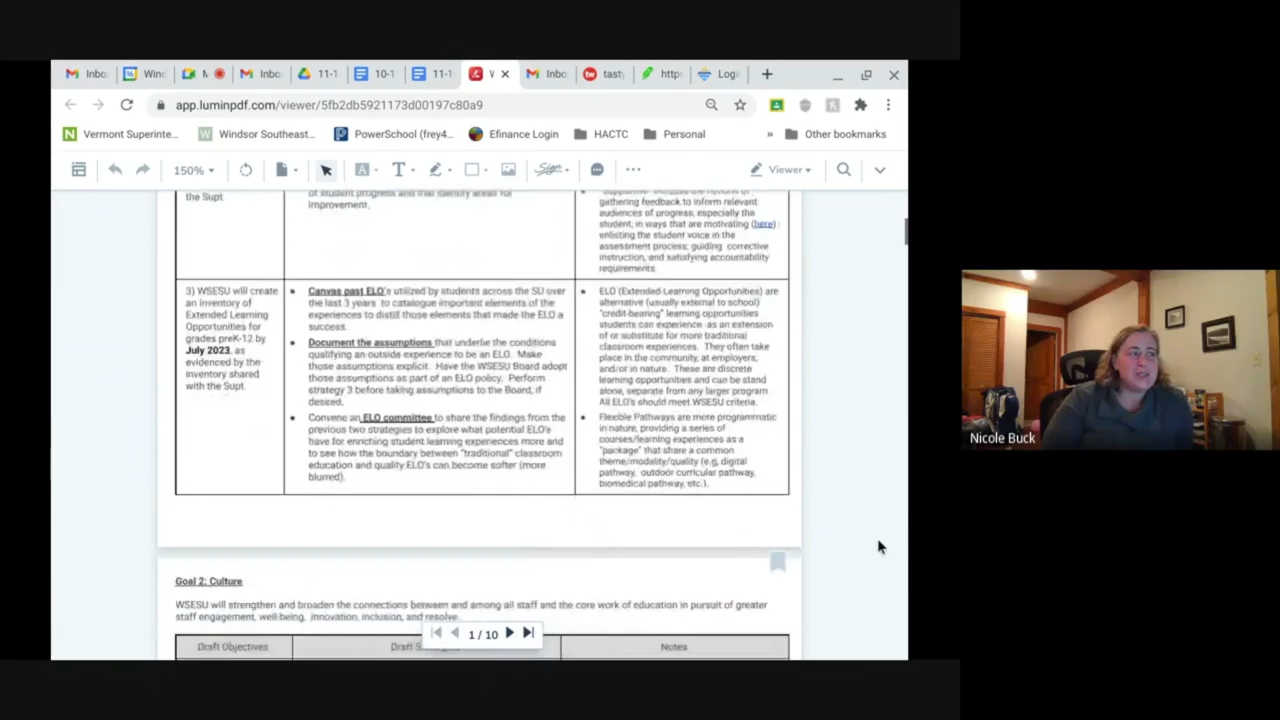 Inbo
Wind
M
Inbo
11-1
10-1
11-1
V
Inbo
tast
http
Logi
app.luminpdf.com/viewer/5fb2db5921173d00197c80a9
Vermont Superinte...
Windsor Southeast...
PowerSchool (frey4...
Efinance Login
HACTC
Personal
»
Other bookmarks
150%
A
T
Sign
Viewer
the Supt
of student progress and that identify areas for
improvement.
gathering feedback to inform relevant
audiences of progress, especially the
student, in ways that are motivating (here) :
enlisting the student voice in the
assessment process; guiding corrective
instruction, and satisfying accountability
requirements.
3) WSESU will create
an inventory of
Extended Learning
Opportunities for
grades preK-12 by
July 2023, as
evidenced by the
inventory shared
with the Supt.
Canvas past ELO's utilized by students across the SU over
the last 3 years to catalogue important elements of the
experiences to distill those elements that made the ELO a
success.
Document the assumptions that underlie the conditions
qualifying an outside experience to be an ELO. Make
those assumptions explicit. Have the WSESU Board adopt
those assumptions as part of an ELO policy. Perform
strategy 3 before taking assumptions to the Board, if
desired.
Convene an ELO committee to share the findings from the
previous two strategies to explore what potential ELO's
have for enriching student learning experiences more and
to see how the boundary between "traditional" classroom
education and quality ELO's can become softer (more
blurred).
ELO (Extended Learning Opportunities) are
alternative (usually external to school)
"credit-bearing" learning opportunities
students can experience as an extension
of or substitute for more traditional
classroom experiences. They often take
place in the community, at employers,
and/or in nature. These are discrete
learning opportunities and can be stand
alone, separate from any larger program
All ELO's should meet WSESU criteria.
Flexible Pathways are more programmatic
in nature, providing a series of
courses/learning experiences as a
"package" that share a common
theme/modality/quality (e.g, digital
pathway, outdoor curricular pathway,
biomedical pathway, etc.).
Goal 2: Culture
WSESU will strengthen and broaden the connections between and among all staff and the core work of education in pursuit of greater
staff engagement, well-being, innovation, inclusion, and resolve.
Draft Objectives
Draft S
Notes
1 / 10
Nicole Buck